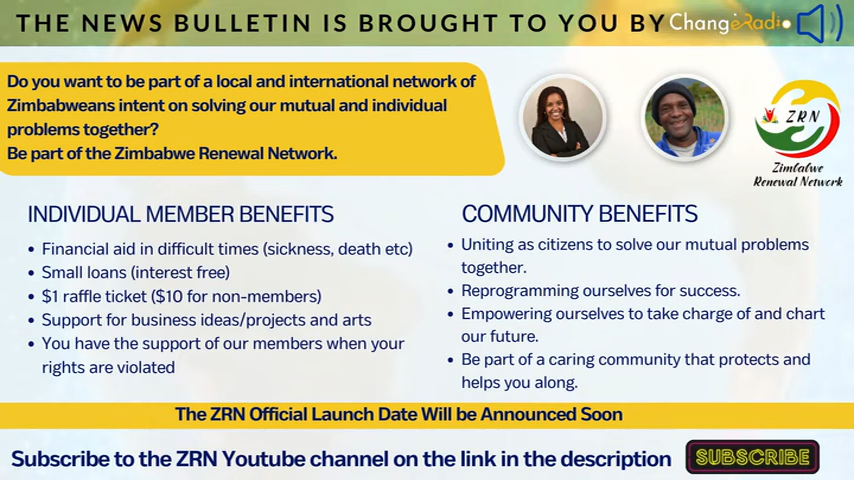 THE NEWS BULLETIN IS BROUGHT TO YOU BY ChangeRadio
Do you want to be part of a local and international network of
Zimbabweans intent on solving our mutual and individual
problems together?
Be part of the Zimbabwe Renewal Network.
ZRN
Zimbabwe
Renewal Network
INDIVIDUAL MEMBER BENEFITS
• Financial aid in difficult times (sickness, death etc)
• Small loans (interest free)
• $1 raffle ticket ($10 for non-members)
• Support for business ideas/projects and arts
• You have the support of our members when your
rights are violated
COMMUNITY BENEFITS
• Uniting as citizens to solve our mutual problems
together.
• Reprogramming ourselves for success.
• Empowering ourselves to take charge of and chart
our future.
• Be part of a caring community that protects and
helps you along.
The ZRN Official Launch Date Will be Announced Soon
Subscribe to the ZRN Youtube channel on the link in the description
SUBSCRIBE